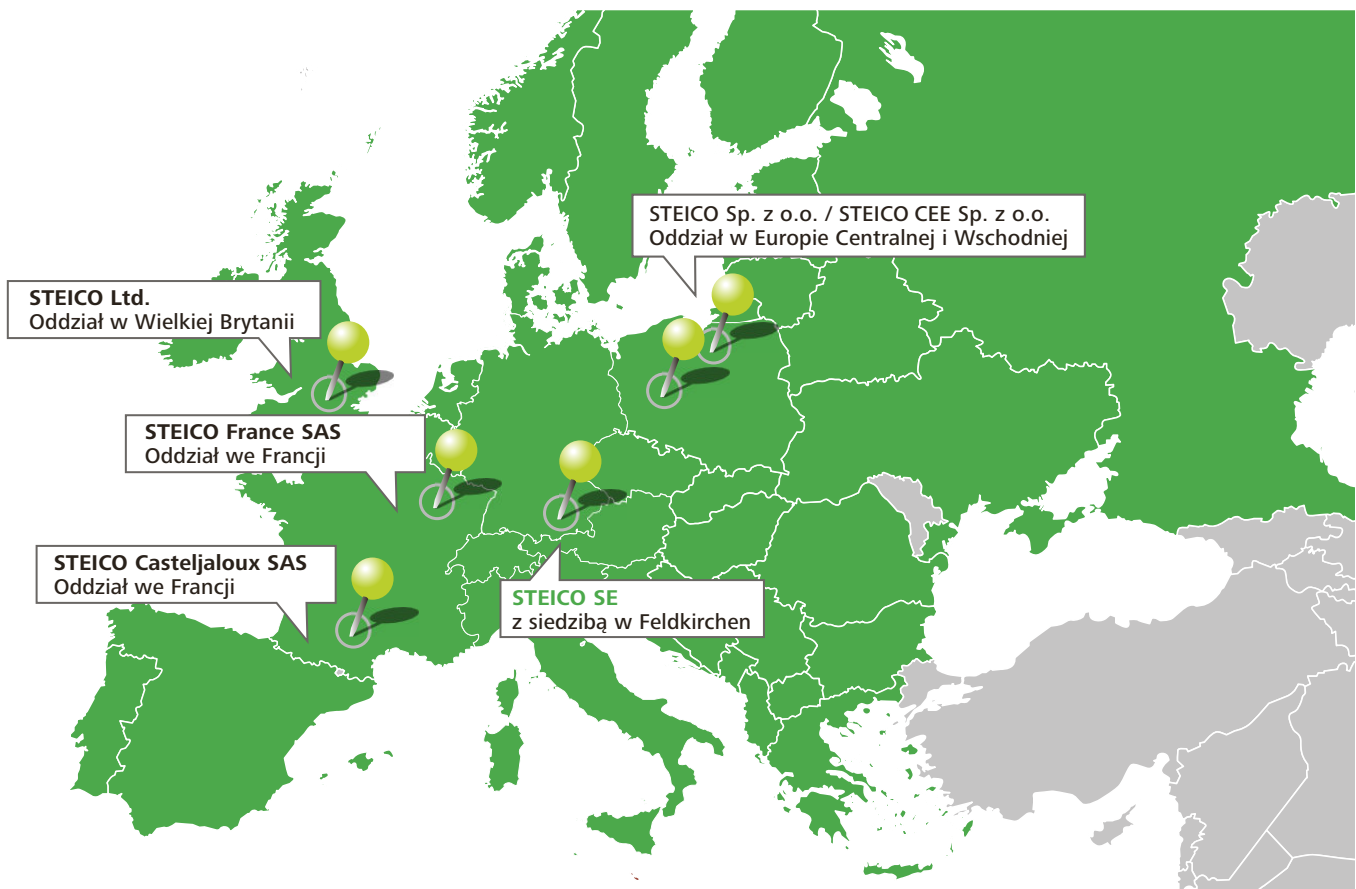 STEICO Sp. z o.o. / STEICO CEE Sp. z o.o.
Oddział w Europie Centralnej i Wschodniej
STEICO Ltd.
Oddział w Wielkiej Brytanii
STEICO France SAS
Oddział we Francji
STEICO Casteljaloux SAS
Oddział we Francji
STEICO SE
z siedzibą w Feldkirchen